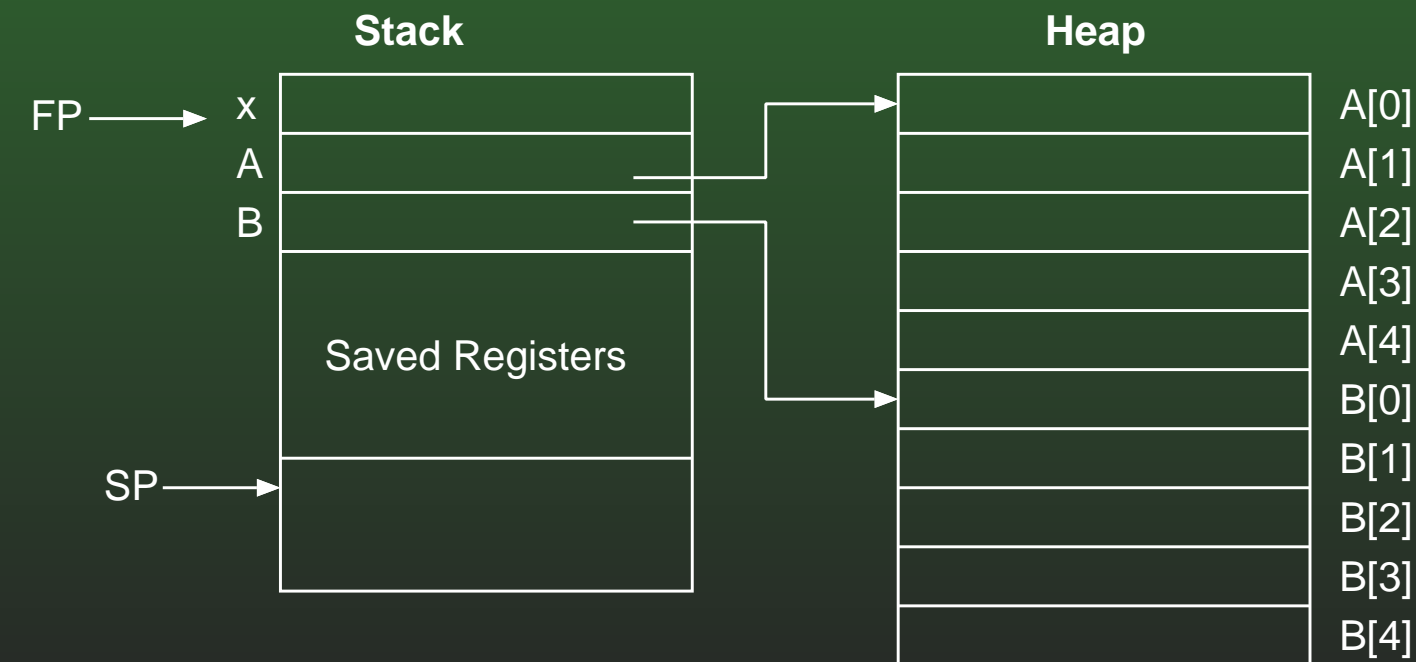 Stack
Heap
FP
x
A
B
Saved Registers
SP
A[0]
A[1]
A[2]
A[3]
A[4]
B[0]
B[1]
B[2]
B[3]
B[4]